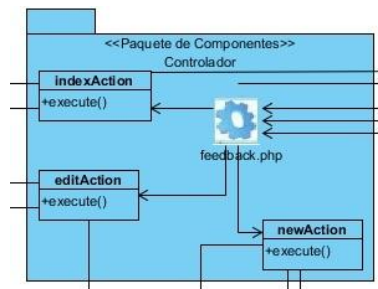 <<Paquete de Componentes>>
Controlador
indexAction
+execute()
feedback.php
editAction
+execute()
newAction
+execute()